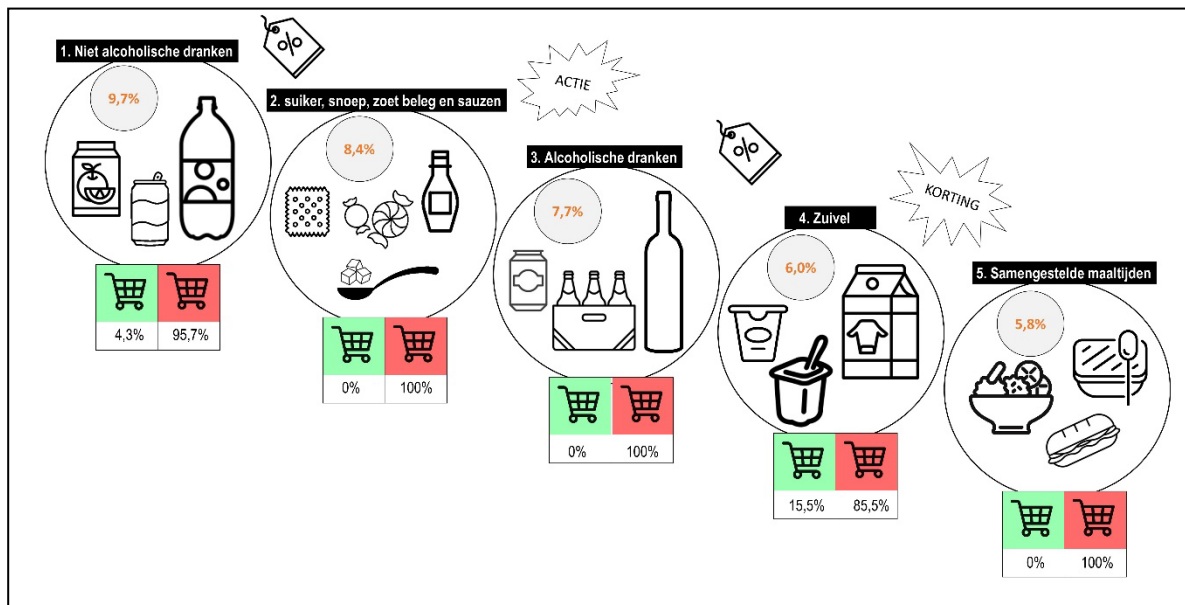 1. Niet alcoholische dranken
9,7%
%
4,3% 95,7%
2. suiker, snoep, zoet beleg en sauzen
8,4%
0% 100%
ACTIE
3. Alcoholische dranken
7,7%
0% 100%
%
4. Zuivel
6,0%
15,5% 85,5%
KORTING
5. Samengestelde maaltijden
5,8%
0% 100%